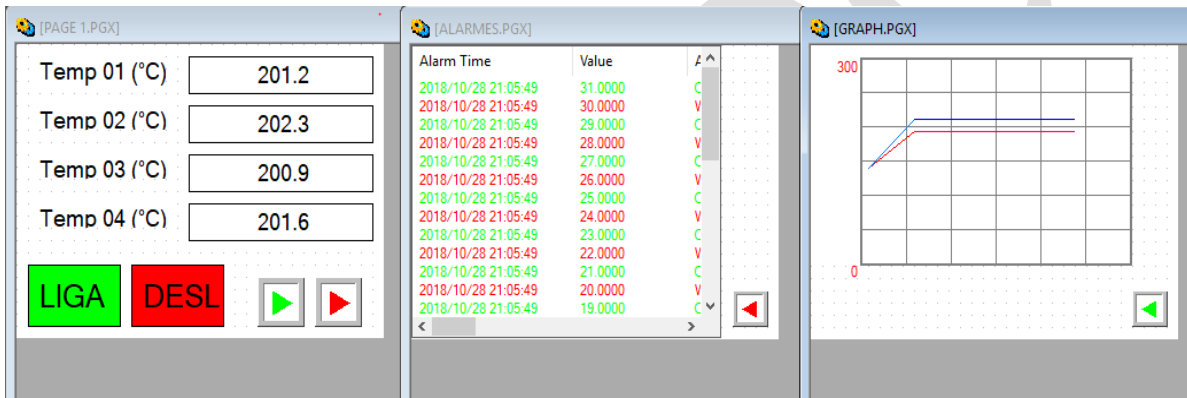 [PAGE 1.PGX]
Temp 01 (°C) 201.2
Temp 02 (°C) 202.3
Temp 03 (°C) 200.9
Temp 04 (°C) 201.6
LIGA DESL
[ALARMES.PGX]
Alarm Time Value
2018/10/28 21:05:49 31.0000
2018/10/28 21:05:49 30.0000
2018/10/28 21:05:49 29.0000
2018/10/28 21:05:49 28.0000
2018/10/28 21:05:49 27.0000
2018/10/28 21:05:49 26.0000
2018/10/28 21:05:49 25.0000
2018/10/28 21:05:49 24.0000
2018/10/28 21:05:49 23.0000
2018/10/28 21:05:49 22.0000
2018/10/28 21:05:49 21.0000
2018/10/28 21:05:49 20.0000
2018/10/28 21:05:49 19.0000
[GRAPH.PGX]
300
0